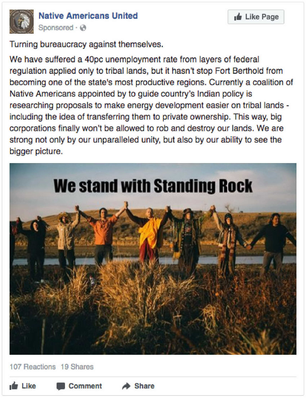 Native Americans United
Sponsored ·
Like Page
Turning bureaucracy against themselves.
We have suffered a 40pc unemployment rate from layers of federal
regulation applied only to tribal lands, but it hasn't stop Fort Berthold from
becoming one of the state's most productive regions. Currently a coalition of
Native Americans appointed by to guide country's Indian policy is
researching proposals to make energy development easier on tribal lands -
including the idea of transferring them to private ownership. This way, big
corporations finally won't be allowed to rob and destroy our lands. We are
strong not only by our unparalleled unity, but also by our ability to see the
bigger picture.
We stand with Standing Rock
107 Reactions 19 Shares
Like Comment Share